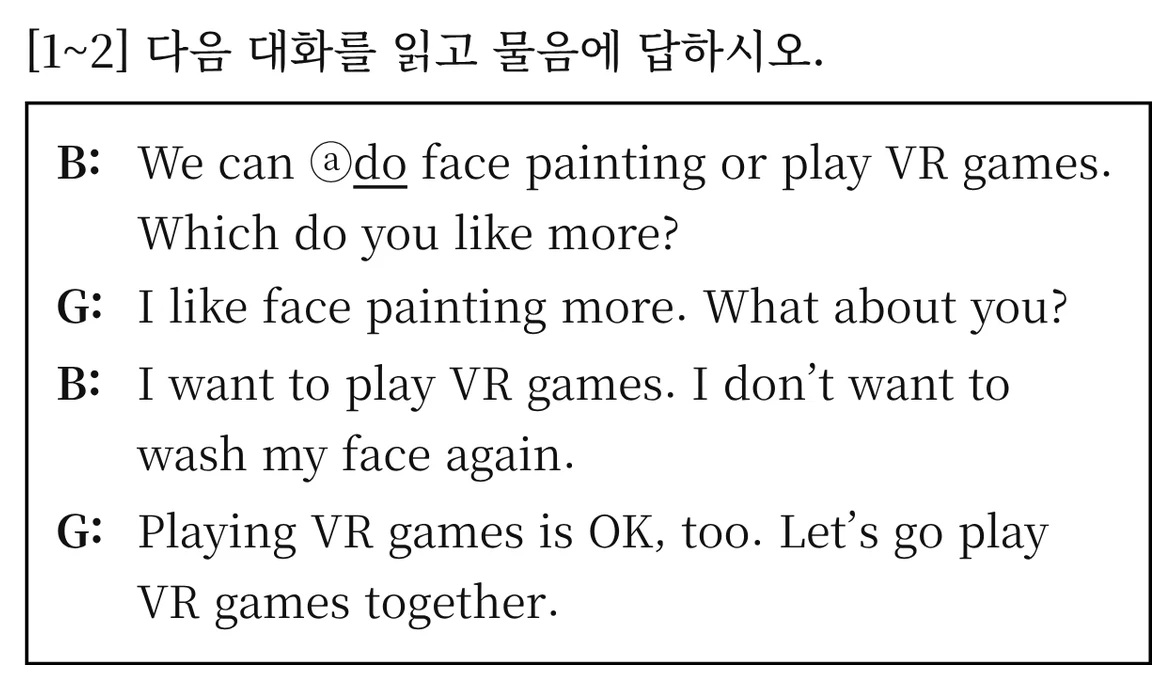 [1~2] 다음 대화를 읽고 물음에 답하시오.
B: We can ⓐdo face painting or play VR games.
Which do you like more?
G: I like face painting more. What about you?
B: I want to play VR games. I don’t want to
wash my face again.
G: Playing VR games is OK, too. Let’s go play
VR games together.